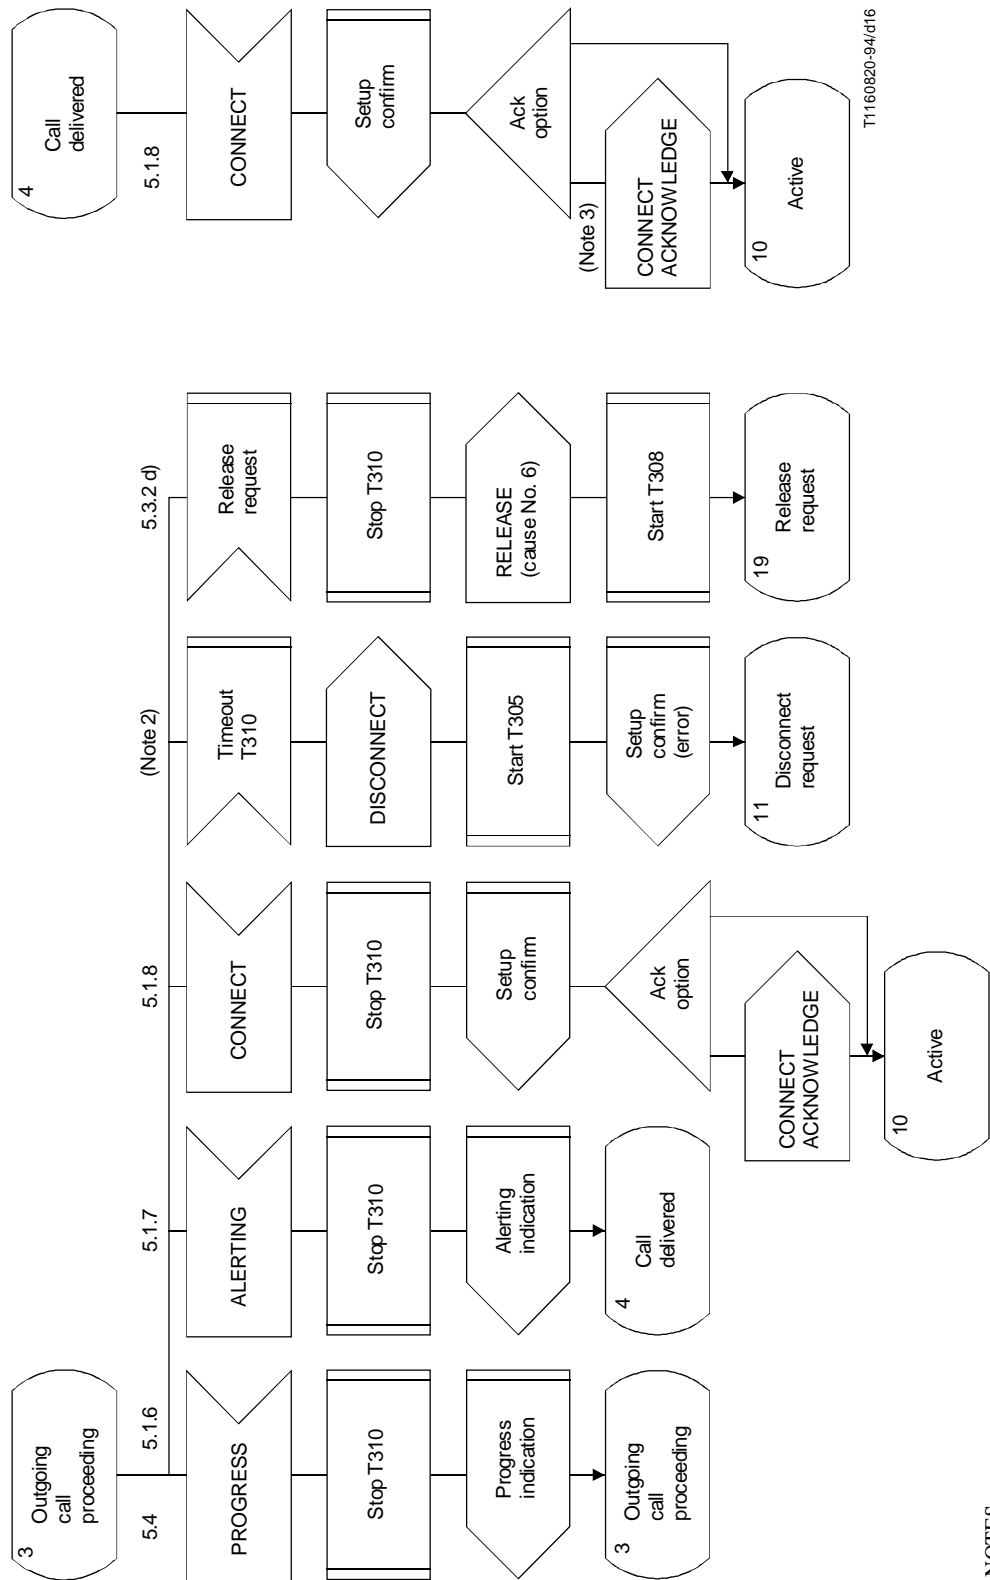 3
Outgoing
call
proceeding
5.4
5.1.6
PROGRESS
Stop T310
Progress
indication
3
Outgoing
call
proceeding
5.1.7
ALERTING
Stop T310
Alerting
indication
4
Call
delivered
5.1.8
CONNECT
Stop T310
Setup
confirm
Ack
option
CONNECT
ACKNOWLEDGE
10
Active
(Note 2)
Timeout
T310
DISCONNECT
Start T305
Setup
confirm
(error)
11
Disconnect
request
5.3.2 d)
Release
request
Stop T310
RELEASE
(cause No. 6)
Start T308
19
Release
request
4
Call
delivered
5.1.8
CONNECT
Setup
confirm
Ack
option
(Note 3)
CONNECT
ACKNOWLEDGE
10
Active
T1160820-94/d16
NOTES